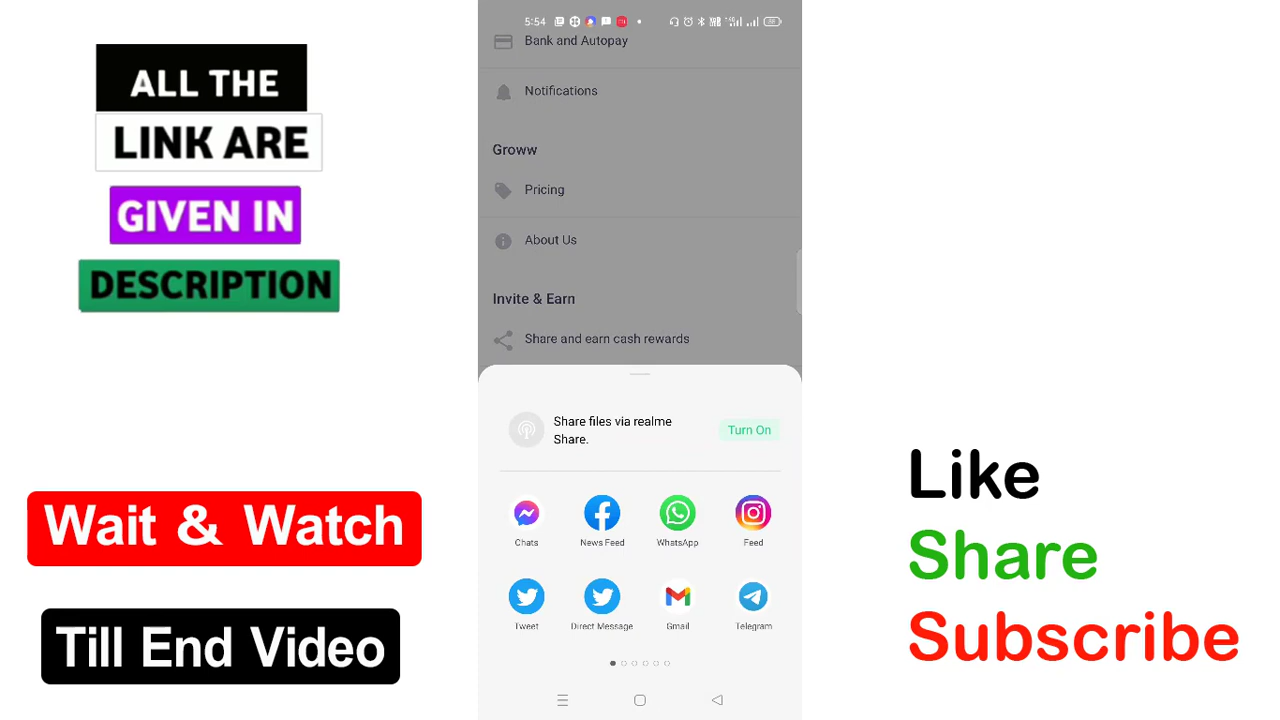 ALL THE
LINK ARE
GIVEN IN
DESCRIPTION
Wait & Watch
Till End Video
5:54
Bank and Autopay
Notifications
Groww
Pricing
About Us
Invite & Earn
Share and earn cash rewards
Share files via realme
Share.
Turn On
Chats
News Feed
WhatsApp
Feed
Tweet
Direct Message
Gmail
Telegram
Like
Share
Subscribe